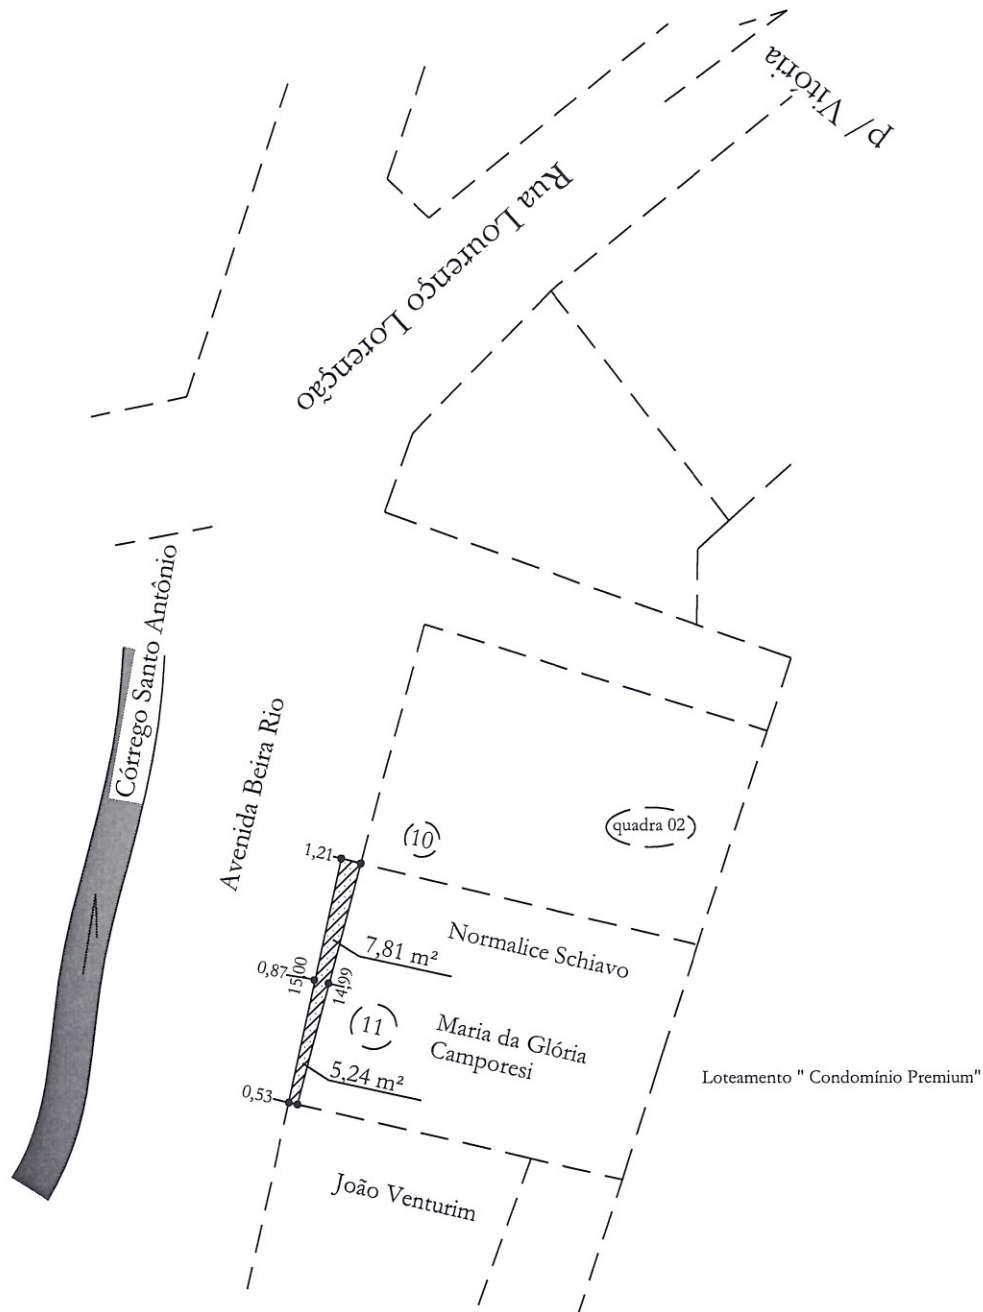 p/ Vitória
Rua Lourenço Lorenção
Córrego Santo Antônio
Avenida Beira Rio
quadra 02
10
1,21
Normalice Schiavo
7,81 m²
0,87
15,00
14,99
11
Maria da Glória
Camporesi
5,24 m²
0,53
Loteamento " Condomínio Premium"
João Venturim